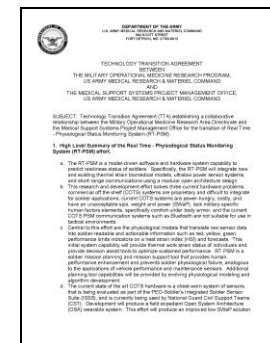 DEPARTMENT OF THE ARMY
U.S. ARMY MEDICAL RESEARCH AND MATERIEL COMMAND
TECHNOLOGY TRANSITION AGREEMENT
BETWEEN
THE MILITARY OPERATIONAL MEDICINE RESEARCH PROGRAM,
US ARMY MEDICAL RESEARCH & MATERIEL COMMAND
AND
THE MEDICAL SUPPORT SYSTEMS PROJECT MANAGEMENT OFFICE,
US ARMY MEDICAL RESEARCH & MATERIEL COMMAND
SUBJECT: Technology Transition Agreement (TTA) establishing a collaborative
relationship between the Military Operational Medicine Research Area Directorate and
the Medical Support Systems Project Management Office for the transition of Real Time
- Physiological Status Monitoring System (RT-PSM)
1. High Level Summary of the Real Time - Physiological Status Monitoring
System (RT-PSM) effort.
a. The RT-PSM is a model-driven software and hardware system capability to
predict readiness status of soldiers. Specifically, the RT-PSM will integrate new
and existing thermal strain biomedical models, ultralow power sensor systems,
and short range communications using a modular open architecture design.
b. This research and development effort solves three current hardware problems:
commercial off the shelf (COTS) systems are proprietary and difficult to integrate
for soldier applications; current COTS systems are power hungry, costly, and
have an unacceptable size, weight and power (SWaP), lack military-specific
human factors elements, specifically comfort under body armor; and the current
COTS PSM communication systems such as Bluetooth are not suitable for use in
tactical environments.
c. Central to this effort are the physiological models that translate raw sensor data
into soldier-readable and actionable information such as red, yellow, green
performance limits indicators on a heat strain index (HSI) and forecasts. This
initial system capability will provide thermal work strain status of individuals and
provide decision assist tools to optimize sustained performance. RT-PSM is a
soldier mission planning and mission support tool that provides human
performance enhancement and prevents soldier physiological failure, analogous
to the applications of vehicle performance and maintenance sensors. Additional
planning tool capabilities will be provided by evolving physiological modeling and
algorithm development.
d. The current state of the art COTS hardware is a chest-worn system of sensors
that is being evaluated as part of the PEO-Soldier's Integrated Soldier Sensor
Suite (ISSS), and is currently being used by National Guard Civil Support Teams
(CST). Development will produce a field expedient Open System Architecture
(OSA) wearable system. This effort will produce an improved low SWaP solution